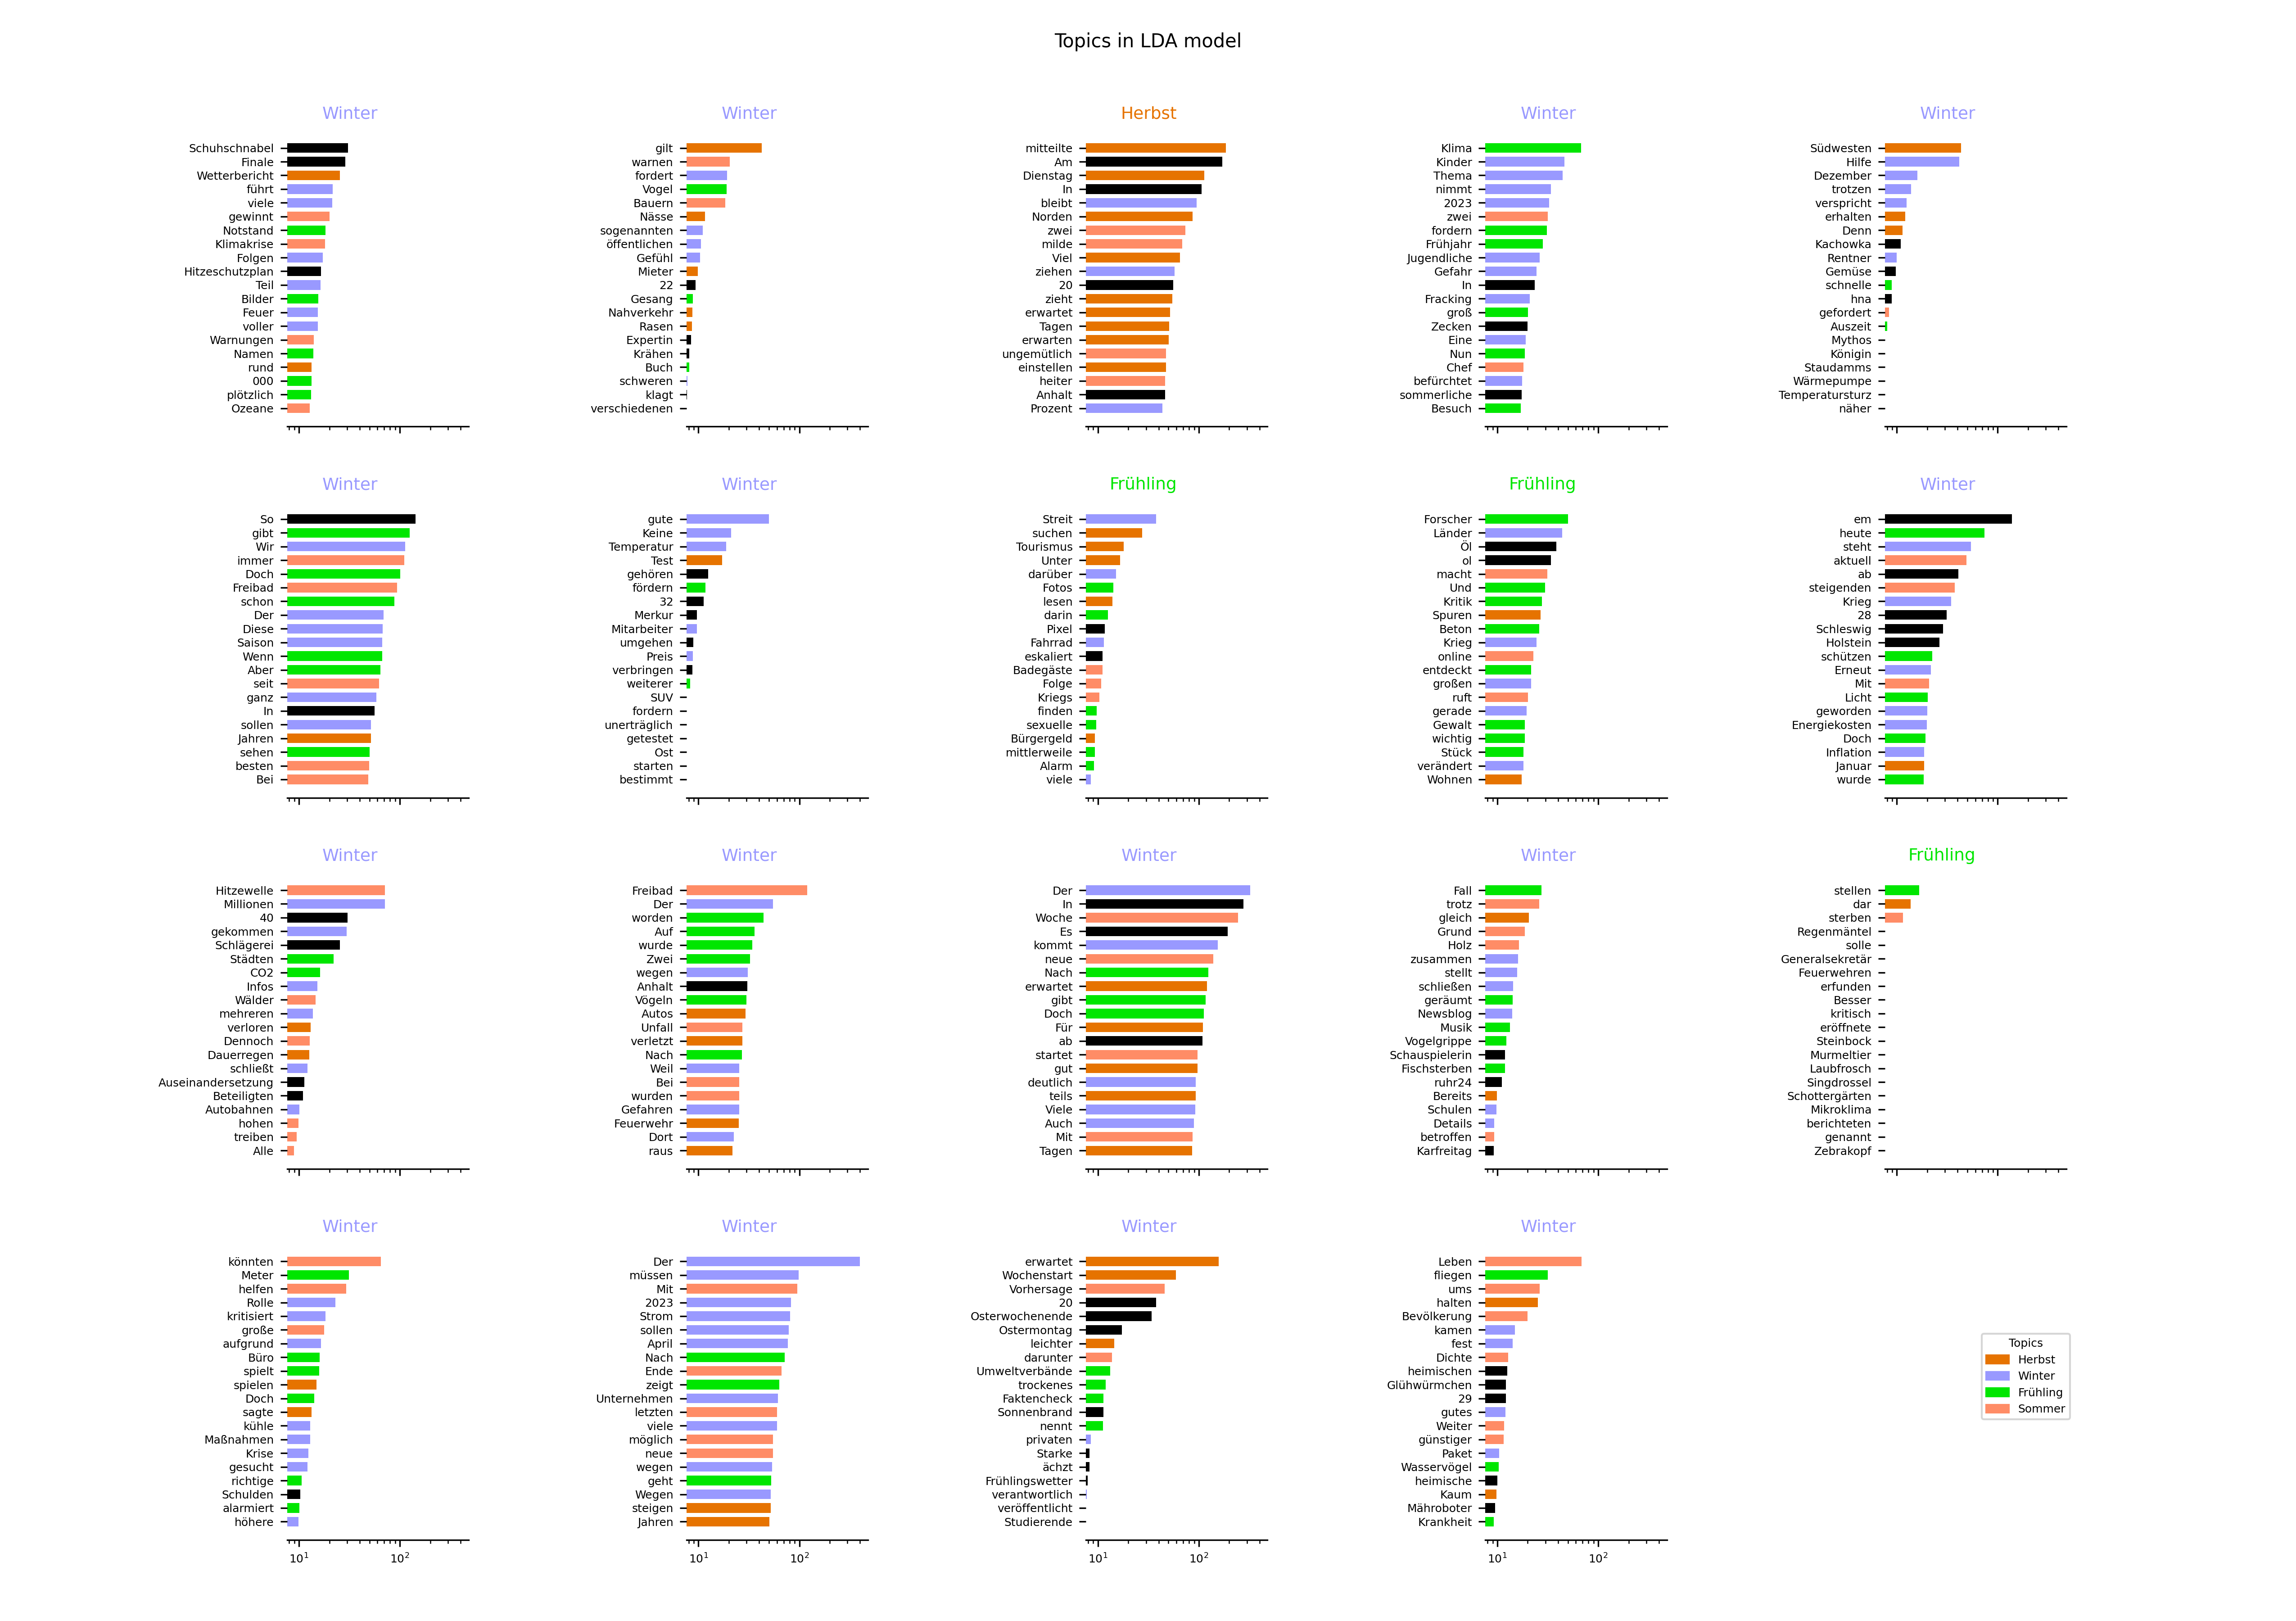 Topics in LDA model
Winter
Schuhschnabel
Finale
Wetterbericht
führt
viele
gewinnt
Notstand
Klimakrise
Folgen
Hitzeschutzplan
Teil
Bilder
Feuer
voller
Warnungen
Namen
rund
000
plötzlich
Ozeane
Winter
gilt
warnen
fordert
Vogel
Bauern
Nässe
sogenannten
öffentlichen
Gefühl
Mieter
22
Gesang
Nahverkehr
Rasen
Expertin
Krähen
Buch
schweren
klagt
verschiedenen
Herbst
mitteilte
Am
Dienstag
In
bleibt
Norden
zwei
milde
Viel
ziehen
20
zieht
erwartet
Tagen
erwarten
ungemütlich
einstellen
heiter
Anhalt
Prozent
Winter
Klima
Kinder
Thema
nimmt
2023
zwei
fordern
Frühjahr
Jugendliche
Gefahr
In
Fracking
groß
Zecken
Eine
Nun
Chef
befürchtet
sommerliche
Besuch
Winter
Südwesten
Hilfe
Dezember
trotzen
verspricht
erhalten
Denn
Kachowka
Rentner
Gemüse
schnelle
hna
gefordert
Auszeit
Mythos
Königin
Staudamms
Wärmepumpe
Temperatursturz
näher
Winter
So
gibt
Wir
immer
Doch
Freibad
schon
Der
Diese
Saison
Wenn
Aber
seit
ganz
In
sollen
Jahren
sehen
besten
Bei
Winter
gute
Keine
Temperatur
Test
gehören
fördern
32
Merkur
Mitarbeiter
umgehen
Preis
verbringen
weiterer
SUV
fordern
unerträglich
getestet
Ost
starten
bestimmt
Frühling
Streit
suchen
Tourismus
Unter
darüber
Fotos
lesen
darin
Pixel
Fahrrad
eskaliert
Badegäste
Folge
Kriegs
finden
sexuelle
Bürgergeld
mittlerweile
Alarm
viele
Frühling
Forscher
Länder
Öl
ol
macht
Und
Kritik
Spuren
Beton
Krieg
online
entdeckt
großen
ruft
gerade
Gewalt
wichtig
Stück
verändert
Wohnen
Winter
em
heute
steht
aktuell
ab
steigenden
Krieg
28
Schleswig
Holstein
schützen
Erneut
Mit
Licht
geworden
Energiekosten
Doch
Inflation
Januar
wurde
Winter
Hitzewelle
Millionen
40
gekommen
Schlägerei
Städten
CO2
Infos
Wälder
mehreren
verloren
Dennoch
Dauerregen
schließt
Auseinandersetzung
Beteiligten
Autobahnen
hohen
treiben
Alle
Winter
Freibad
Der
worden
Auf
wurde
Zwei
wegen
Anhalt
Vögeln
Autos
Unfall
verletzt
Nach
Weil
Bei
wurden
Gefahren
Feuerwehr
Dort
raus
Winter
Der
In
Woche
Es
kommt
neue
Nach
erwartet
gibt
Doch
Für
ab
startet
gut
deutlich
teils
Viele
Auch
Mit
Tagen
Winter
Fall
trotz
gleich
Grund
Holz
zusammen
stellt
schließen
geräumt
Newsblog
Musik
Vogelgrippe
Schauspielerin
Fischsterben
ruhr24
Bereits
Schulen
Details
betroffen
Karfreitag
Frühling
stellen
dar
sterben
Regenmäntel
solle
Generalsekretär
Feuerwehren
erfunden
Besser
kritisch
eröffnete
Steinbock
Murmeltier
Laubfrosch
Singdrossel
Schottergärten
Mikroklima
berichteten
genannt
Zebrakopf
Winter
könnten
Meter
helfen
Rolle
kritisiert
große
aufgrund
Büro
spielt
spielen
Doch
sagte
kühle
Maßnahmen
Krise
gesucht
richtige
Schulden
alarmiert
höhere
10¹ 10²
Winter
Der
müssen
Mit
2023
Strom
sollen
April
Nach
Ende
zeigt
Unternehmen
letzten
viele
möglich
neue
wegen
geht
Wegen
steigen
Jahren
10¹ 10²
Winter
erwartet
Wochenstart
Vorhersage
20
Osterwochenende
Ostermontag
leichter
darunter
Umweltverbände
trockenes
Faktencheck
Sonnenbrand
nennt
privaten
Starke
ächzt
Frühlingswetter
verantwortlich
veröffentlicht
Studierende
10¹ 10²
Winter
Leben
fliegen
ums
halten
Bevölkerung
kamen
fest
Dichte
heimischen
Glühwürmchen
29
gutes
Weiter
günstiger
Paket
Wasservögel
heimische
Kaum
Mähroboter
Krankheit
10¹ 10²
Topics
Herbst
Winter
Frühling
Sommer